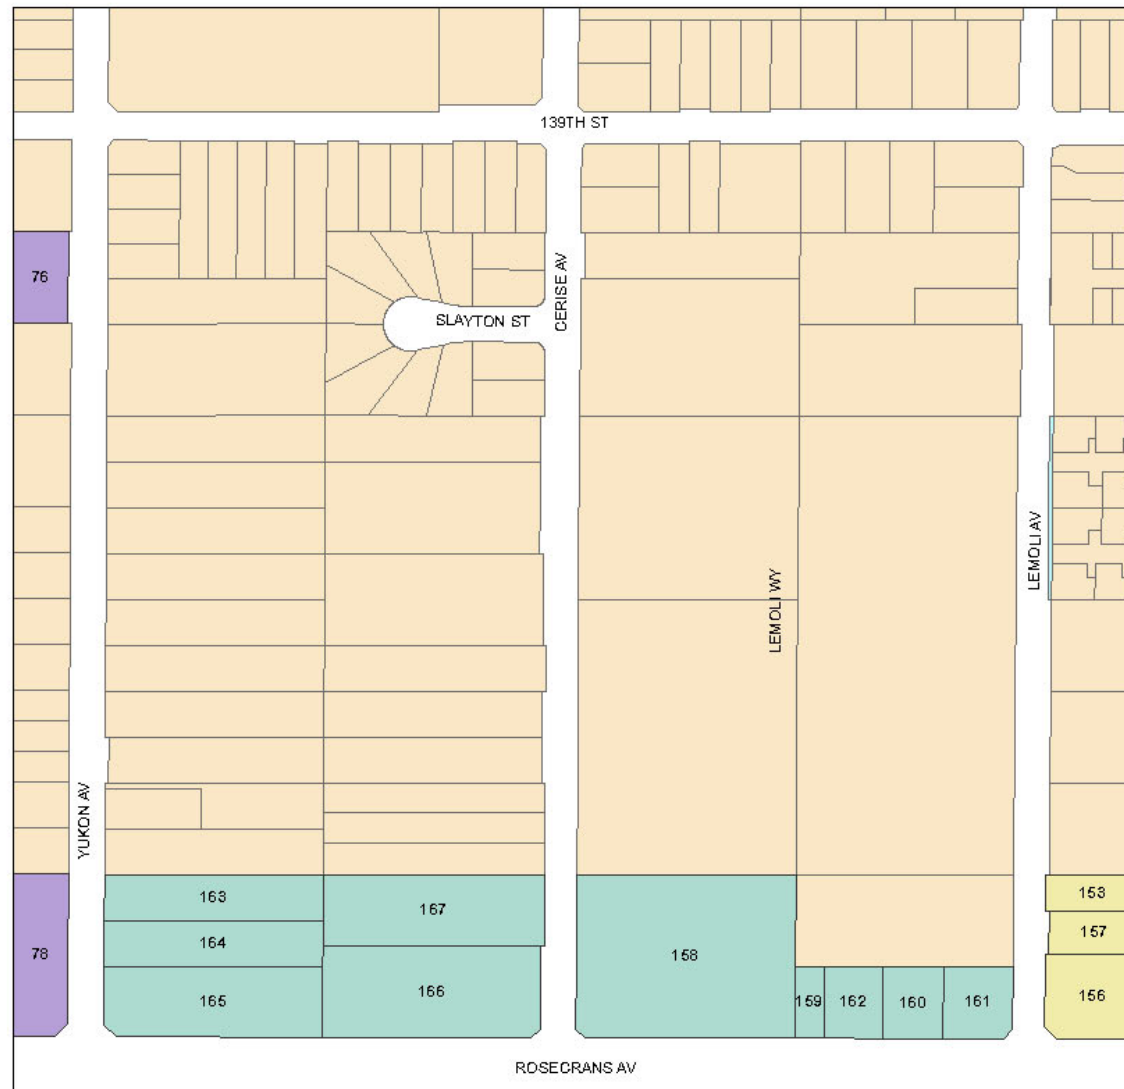 139TH ST
76
CERISE AV
SLAYTON ST
LEMOLI AV
LEMOLI WY
YUKON AV
163
167
153
164
157
78
158
165
166
159
162
160
161
156
ROSECRANS AV